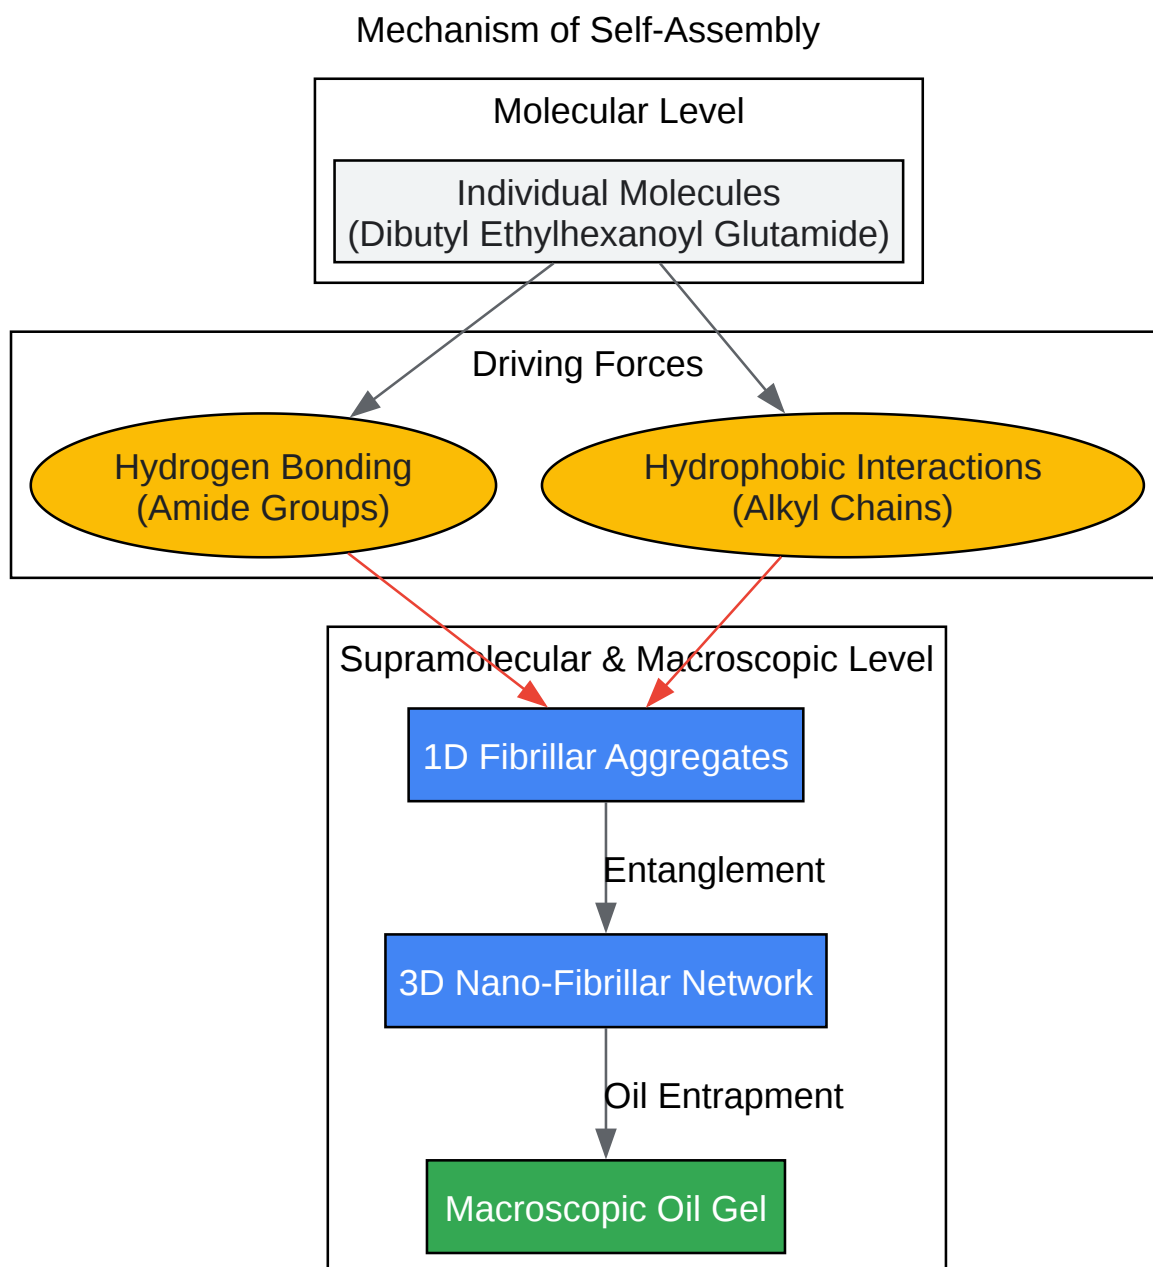 Mechanism of Self-Assembly
Molecular Level
Individual Molecules
(Dibutyl Ethylhexanoyl Glutamide)
Driving Forces
Hydrogen Bonding
(Amide Groups)
Hydrophobic Interactions
(Alkyl Chains)
Supramolecular & Macroscopic Level
1D Fibrillar Aggregates
Entanglement
3D Nano-Fibrillar Network
Oil Entrapment
Macroscopic Oil Gel